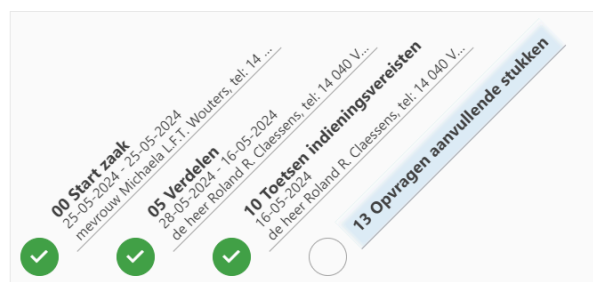 00 Start zaak
25-05-2024 - 25-05-2024
mevrouw Michaela L.F.T. Wouters, tel: 14 ...
05 Verdelen
28-05-2024 - 16-05-2024
de heer Roland R. Claessens, tel: 14 040 V...
10 Toetsen indieningsvereisten
16-05-2024
de heer Roland R. Claessens, tel: 14 040 V...
13 Opvragen aanvullende stukken